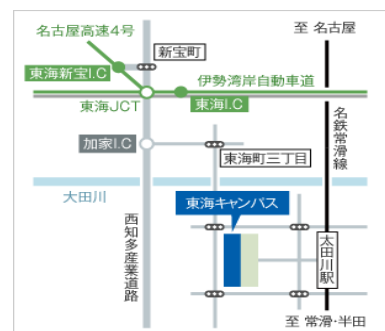 名古屋高速4号
至 名古屋
新宝町
東海新宝I.C
伊勢湾岸自動車道
東海JCT
東海I.C
名鉄常滑線
加家I.C
東海町三丁目
大田川
東海キャンパス
西知多産業道路
太田川駅
至 常滑・半田